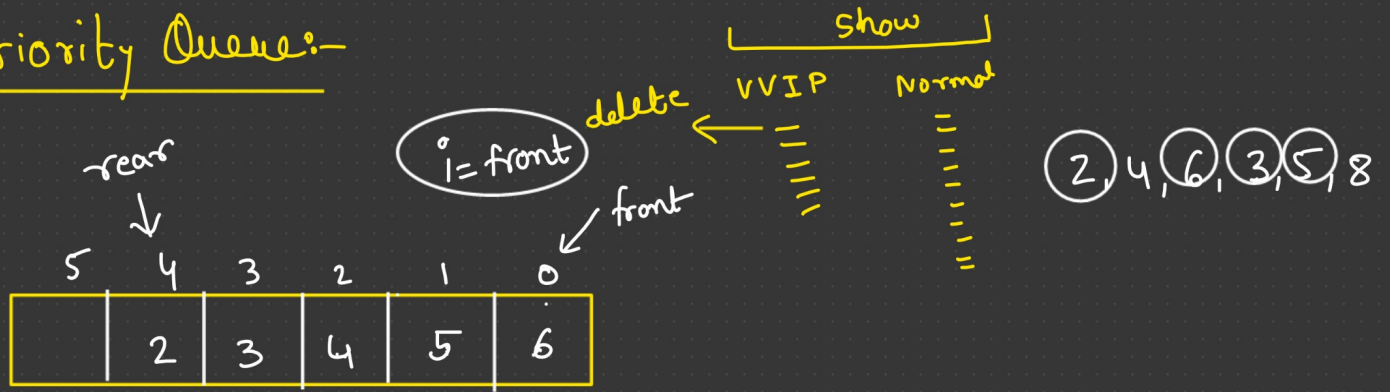 riority Queue:-
Show
VVIP Normal
delete
i= front
rear
front
2, 4, 6, 3, 5, 8
5 4 3 2 1 0
2 3 4 5 6